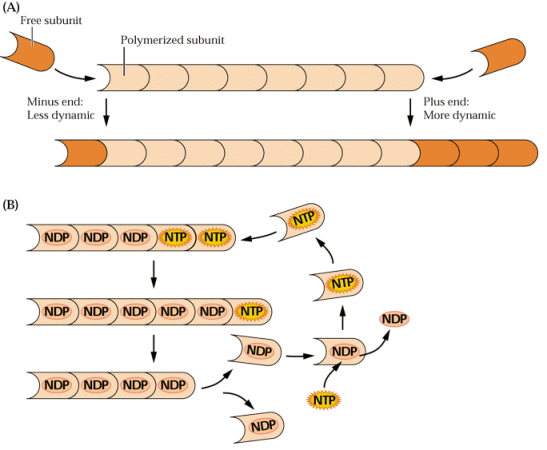 (A)
Free subunit
Polymerized subunit
Minus end:
Less dynamic
Plus end:
More dynamic
(B)
NTP
NDP NDP NDP NTP NTP
NTP
NDP NDP NDP NDP NDP NTP
NDP
NDP NDP
NDP NDP NDP NDP
NTP
NDP